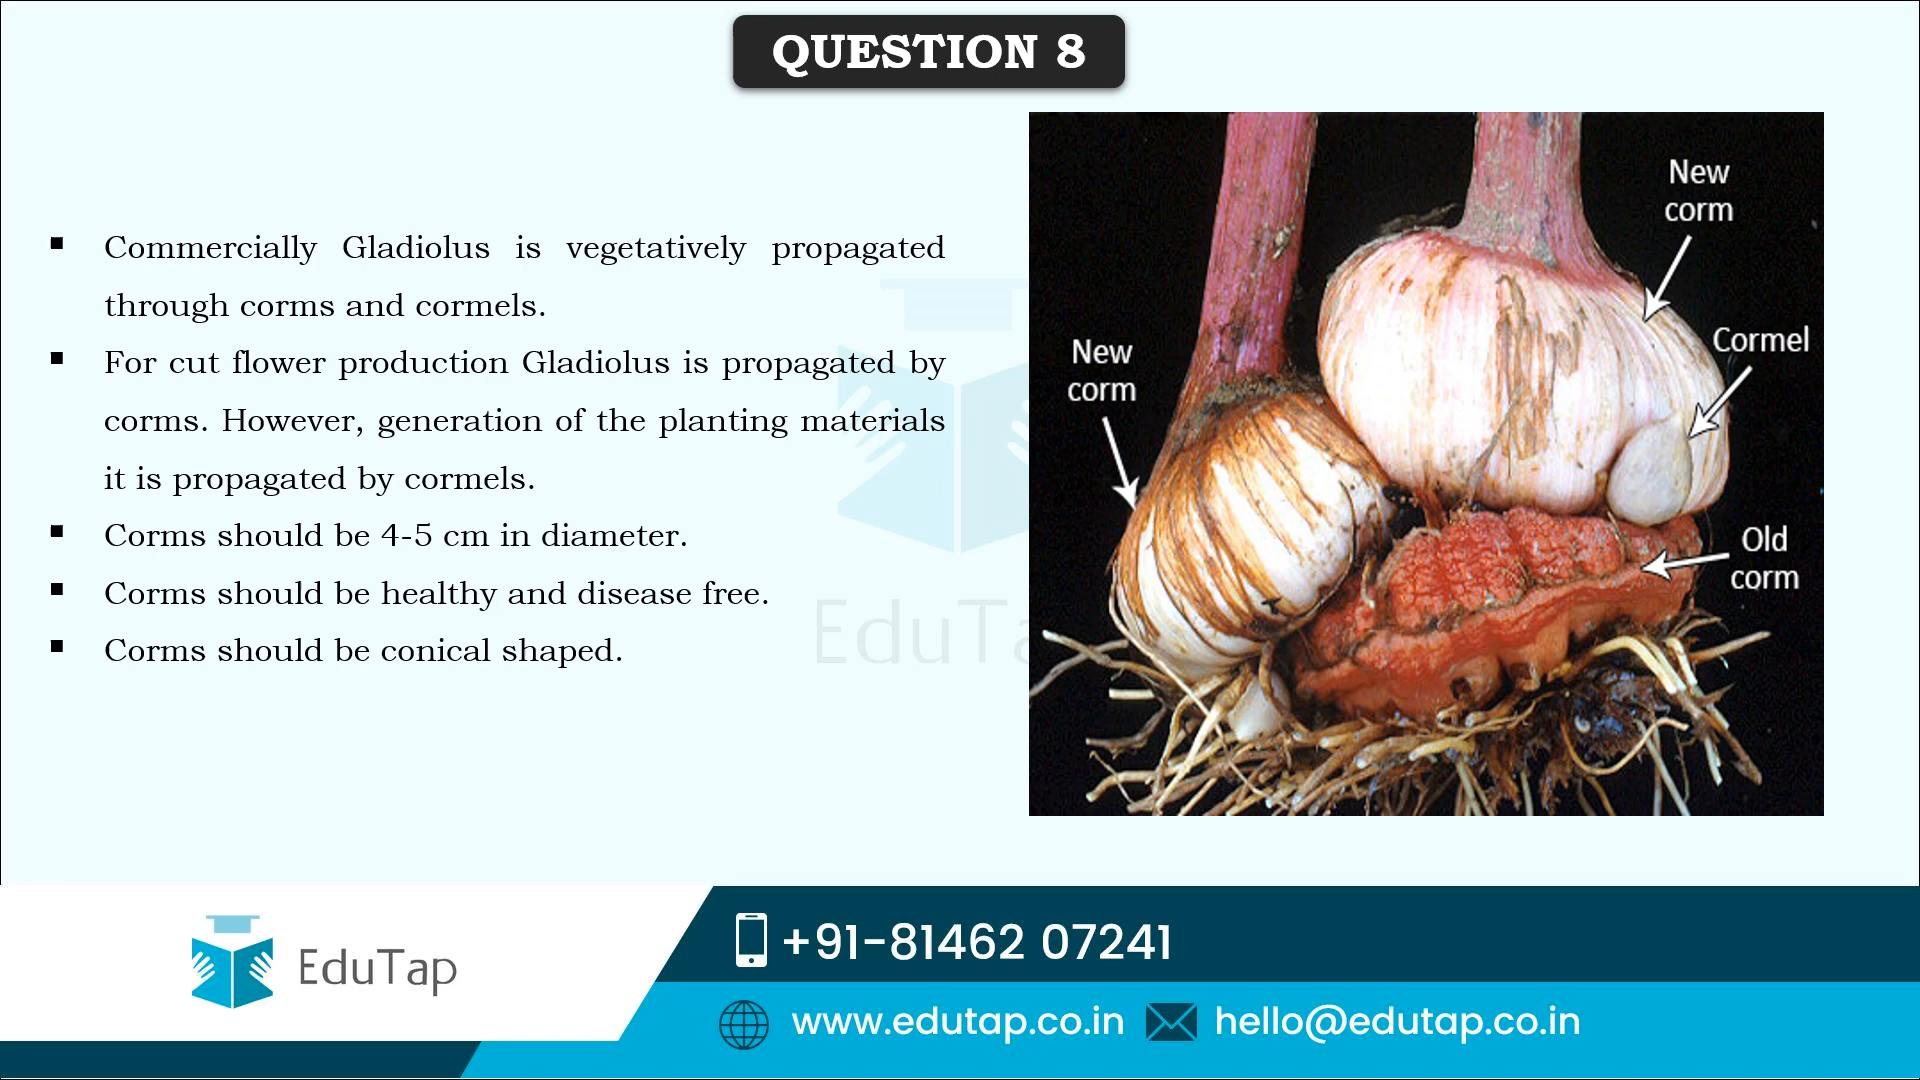 QUESTION 8
▪ Commercially Gladiolus is vegetatively propagated
through corms and cormels.
▪ For cut flower production Gladiolus is propagated by
corms. However, generation of the planting materials
it is propagated by cormels.
▪ Corms should be 4-5 cm in diameter.
▪ Corms should be healthy and disease free.
▪ Corms should be conical shaped.
New
corm
Cormel
New
corm
Old
corm
EduTa
EduTap
+91-81462 07241
www.edutap.co.in
hello@edutap.co.in